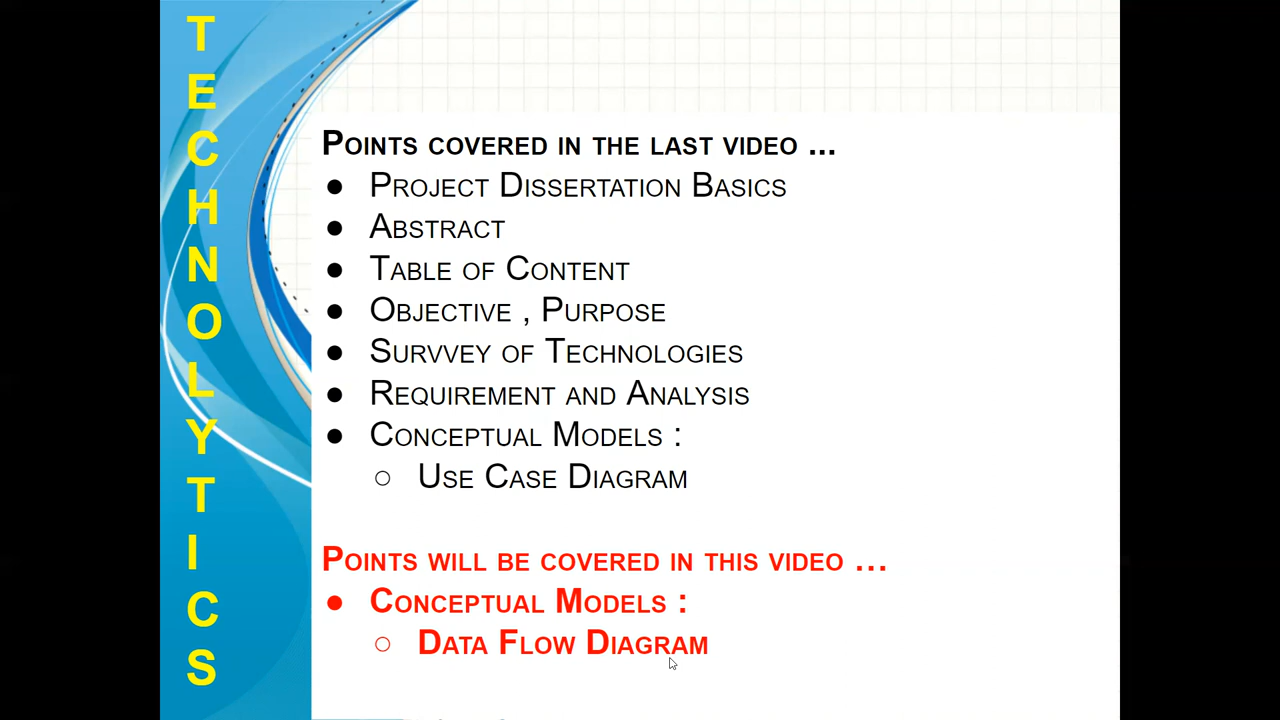 TECHNOLYTICS
Points covered in the last video ...
● Project Dissertation Basics
● Abstract
● Table of Content
● Objective , Purpose
● Survvey of Technologies
● Requirement and Analysis
● Conceptual Models :
○ Use Case Diagram
Points will be covered in this video ...
● Conceptual Models :
○ Data Flow Diagram